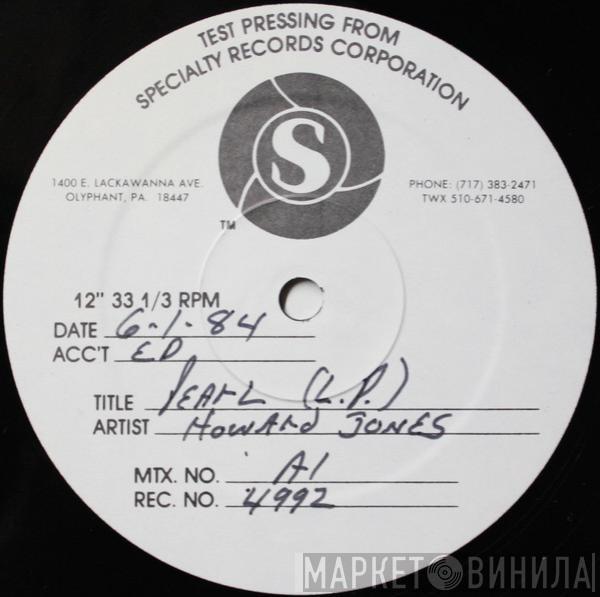 TEST PRESSING FROM
SPECIALTY RECORDS CORPORATION
S
1400 E. LACKAWANNA AVE.
OLYPHANT, PA. 18447
PHONE: (717) 383-2471
TWX 510-671-4580
TM
12" 33 1/3 RPM
DATE 6-1-84
ACC'T E.P.
TITLE PEARL (L.P.)
ARTIST HOWARD JONES
MTX. NO. A1
REC. NO. 4992
МАРКЕТ ВИНИЛА